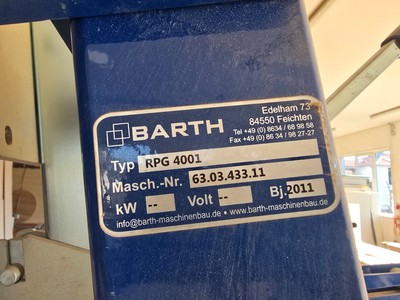 BARTH
Edelham 73
84550 Feichten
Tel +49 (0) 8634 / 68 98 58
Fax +49 (0) 86 34 / 98 27-27
Typ RPG 4001
Masch.-Nr. 63.03.433.11
kW -- Volt -- Bj. 2011
info@barth-maschinenbau.de • www.barth-maschinenbau.de